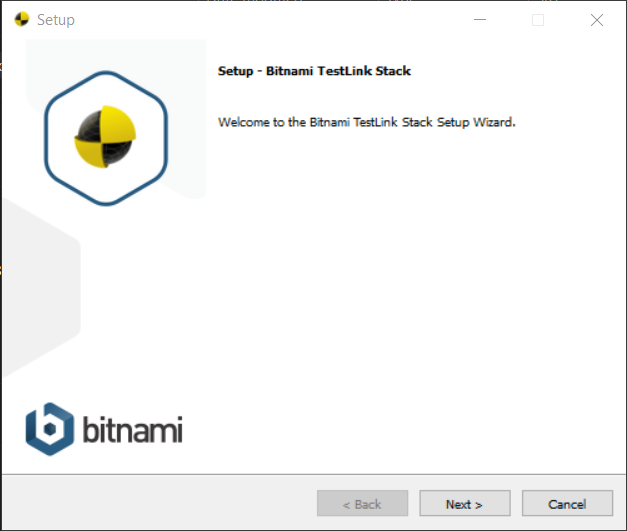 Setup
Setup - Bitnami TestLink Stack
Welcome to the Bitnami TestLink Stack Setup Wizard.
bitnami
< Back
Next >
Cancel